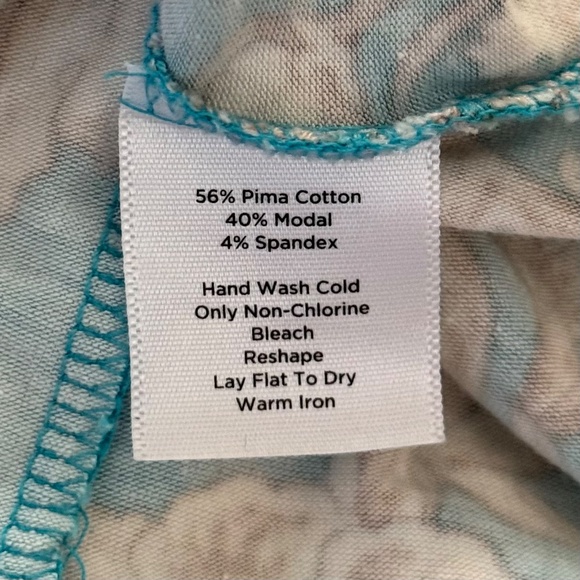 56% Pima Cotton
40% Modal
4% Spandex
Hand Wash Cold
Only Non-Chlorine
Bleach
Reshape
Lay Flat To Dry
Warm Iron